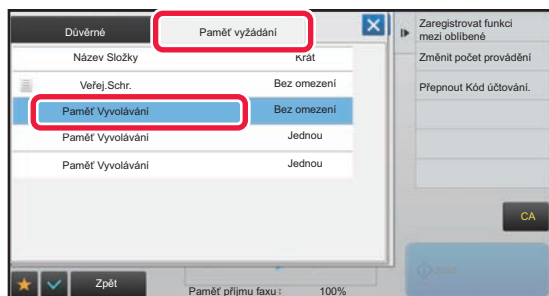 Důvěrné
Paměť vyžádání
Název Složky
Krát
Veřej.Schr.
Bez omezení
Paměť Vyvolávání
Bez omezení
Paměť Vyvolávání
Jednou
Paměť Vyvolávání
Jednou
Zpět
Paměť příjmu faxu :
100%
Zaregistrovat funkci
mezi oblíbené
Změnit počet provádění
Přepnout Kód účtování.
CA
Start